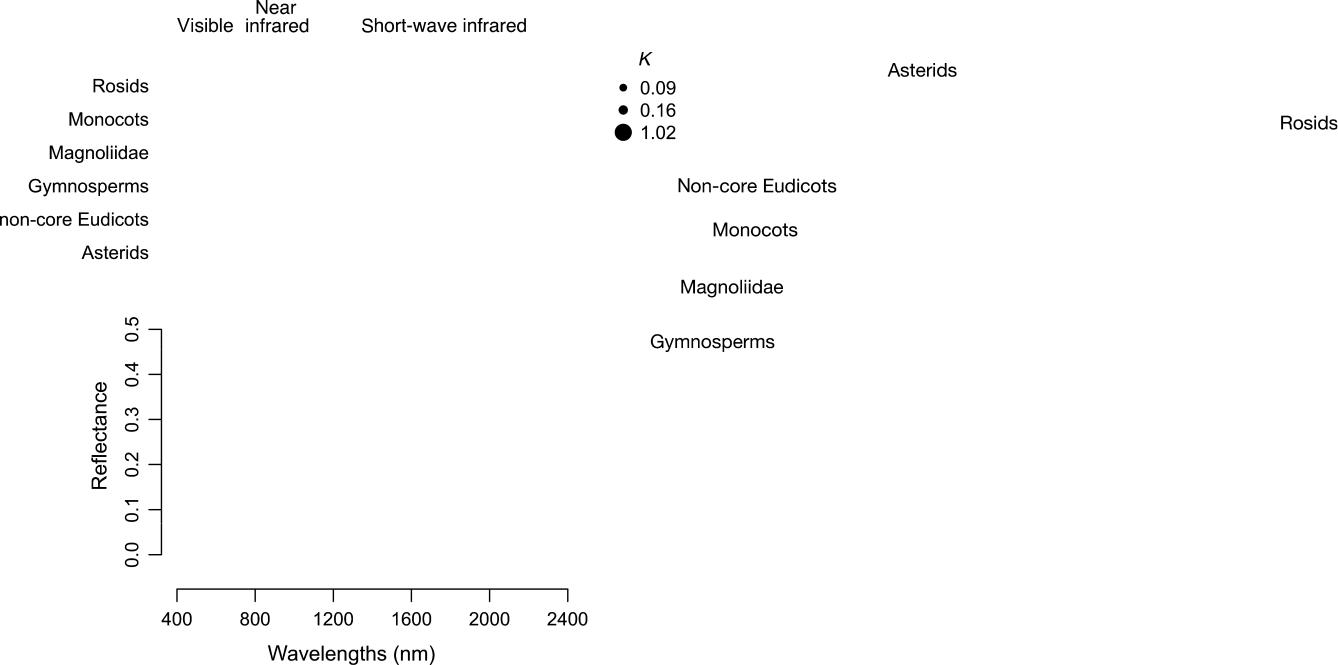 Visible
Near
infrared
Short-wave infrared
Rosids
Monocots
Magnoliidae
Gymnosperms
non-core Eudicots
Asterids
0.5
0.4
0.3
0.2
0.1
0.0
Reflectance
400 800 1200 1600 2000 2400
Wavelengths (nm)
K
0.09
0.16
1.02
Asterids
Rosids
Non-core Eudicots
Monocots
Magnoliidae
Gymnosperms